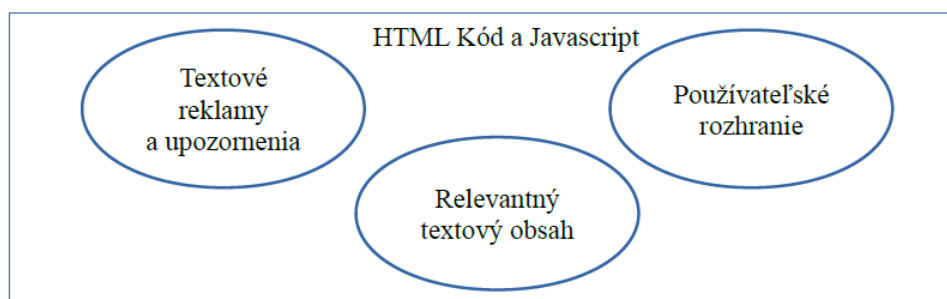 HTML Kód a Javascript
Textové
reklamy
a upozornenia
Relevantný
textový obsah
Používateľské
rozhranie